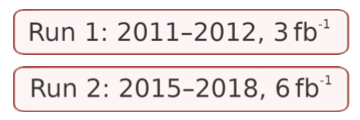 Run 1: 2011–2012, 3 fb⁻¹
Run 2: 2015–2018, 6 fb⁻¹